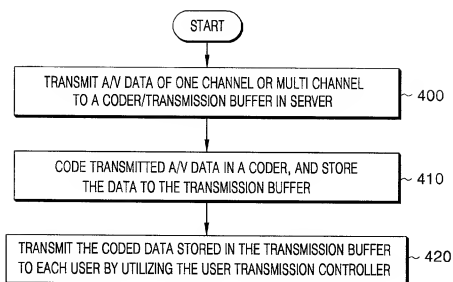 START
TRANSMIT A/V DATA OF ONE CHANNEL OR MULTI CHANNEL
TO A CODER/TRANSMISSION BUFFER IN SERVER
400
CODE TRANSMITTED A/V DATA IN A CODER, AND STORE
THE DATA TO THE TRANSMISSION BUFFER
410
TRANSMIT THE CODED DATA STORED IN THE TRANSMISSION BUFFER
TO EACH USER BY UTILIZING THE USER TRANSMISSION CONTROLLER
420